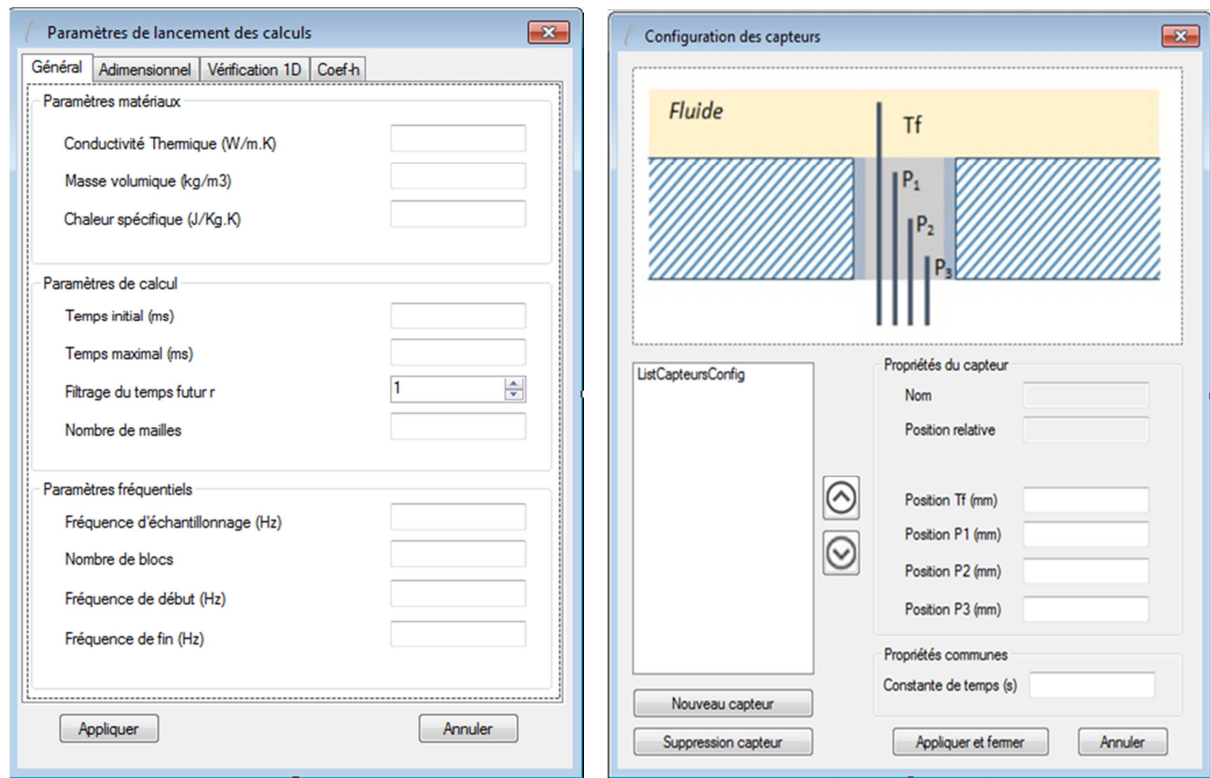 Paramètres de lancement des calculs
Général Adimensionnel Vérification 1D Coef-h
Paramètres matériaux
Conductivité Thermique (W/m.K)
Masse volumique (kg/m3)
Chaleur spécifique (J/Kg.K)
Paramètres de calcul
Temps initial (ms)
Temps maximal (ms)
Filtrage du temps futur r 1
Nombre de mailles
Paramètres fréquentiels
Fréquence d'échantillonnage (Hz)
Nombre de blocs
Fréquence de début (Hz)
Fréquence de fin (Hz)
Appliquer Annuler
Configuration des capteurs
Fluide
Tf
P1
P2
P3
ListCapteursConfig
Propriétés du capteur
Nom
Position relative
Position Tf (mm)
Position P1 (mm)
Position P2 (mm)
Position P3 (mm)
Propriétés communes
Constante de temps (s)
Nouveau capteur
Suppression capteur
Appliquer et fermer Annuler